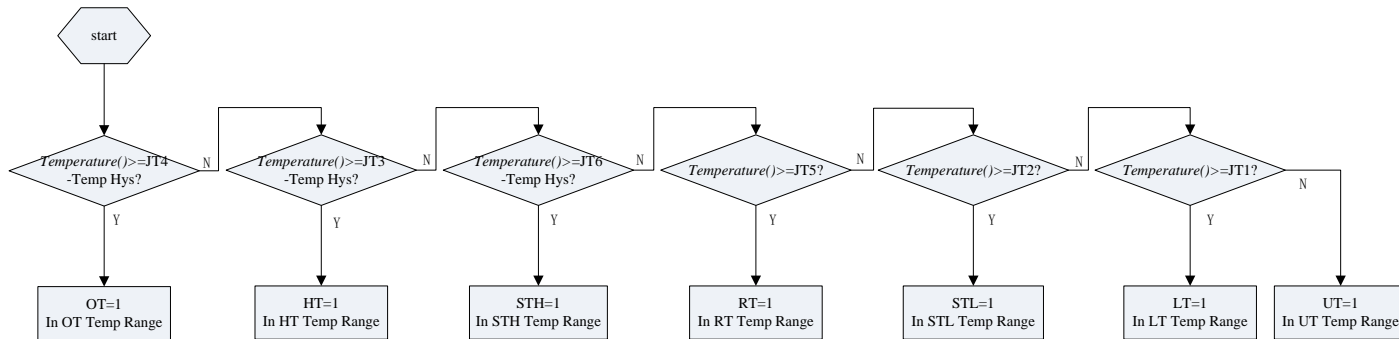 start
Temperature()>=JT4
-Temp Hys?
N
Y
Temperature()>=JT3
-Temp Hys?
N
Y
Temperature()>=JT6
-Temp Hys?
N
Y
Temperature()>=JT5?
N
Y
Temperature()>=JT2?
N
Y
Temperature()>=JT1?
N
Y
OT=1
In OT Temp Range
HT=1
In HT Temp Range
STH=1
In STH Temp Range
RT=1
In RT Temp Range
STL=1
In STL Temp Range
LT=1
In LT Temp Range
UT=1
In UT Temp Range